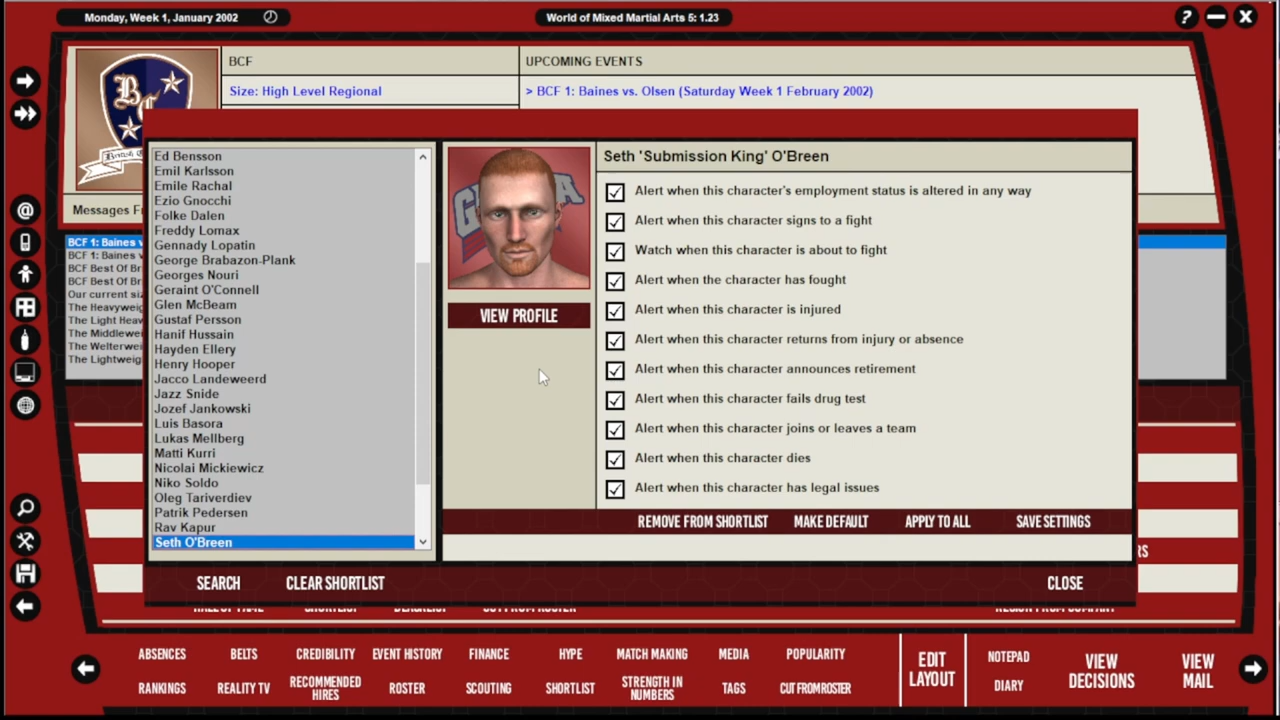 Monday, Week 1, January 2002
World of Mixed Martial Arts 5: 1.23
?
BCF
UPCOMING EVENTS
Size: High Level Regional
> BCF 1: Baines vs. Olsen (Saturday Week 1 February 2002)
Messages
BCF 1: Baines
BCF 1: Baines
BCF Best Of
BCF Best Of
Our current
The
The Light
The
The
The
Ed Bensson
Emil Karlsson
Emile Rachal
Ezio Gnocchi
Folke Dalen
Freddy Lomax
Gennady Lopatin
George Brabazon-Plank
Georges Nouri
Geraint O'Connell
Glen McBeam
Gustaf Persson
Hanif Hussain
Hayden Ellery
Henry Hooper
Jacco Landeweerd
Jazz Snide
Jozef Jankowski
Luis Basora
Lukas Mellberg
Matti Kurri
Nicolai Mickiewicz
Niko Soldo
Oleg Tariverdiev
Patrik Pedersen
Rav Kapur
Seth O'Breen
VIEW PROFILE
Seth 'Submission King' O'Breen
Alert when this character's employment status is altered in any way
Alert when this character signs to a fight
Watch when this character is about to fight
Alert when the character has fought
Alert when this character is injured
Alert when this character returns from injury or absence
Alert when this character announces retirement
Alert when this character fails drug test
Alert when this character joins or leaves a team
Alert when this character dies
Alert when this character has legal issues
REMOVE FROM SHORTLIST
MAKE DEFAULT
APPLY TO ALL
SAVE SETTINGS
SEARCH
CLEAR SHORTLIST
CLOSE
ABSENCES
BELTS
CREDIBILITY
EVENT HISTORY
FINANCE
HYPE
MATCH MAKING
MEDIA
POPULARITY
RANKINGS
REALITY TV
RECOMMENDED
HIRES
ROSTER
SCOUTING
SHORTLIST
STRENGTH IN
NUMBERS
TAGS
CUT FROM ROSTER
EDIT
LAYOUT
NOTEPAD
DIARY
VIEW
DECISIONS
VIEW
MAIL